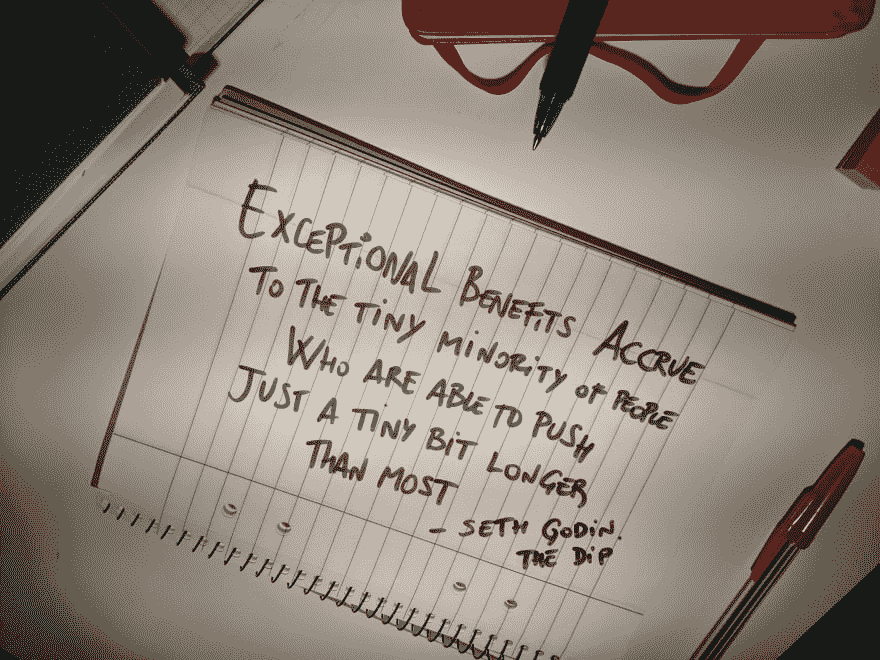 EXCEPTIONAL BENEFITS ACCRUE
TO THE TINY MINORITY OF PEOPLE
WHO ARE ABLE TO PUSH
JUST A TINY BIT LONGER
THAN MOST
- SETH GODIN.
THE DIP